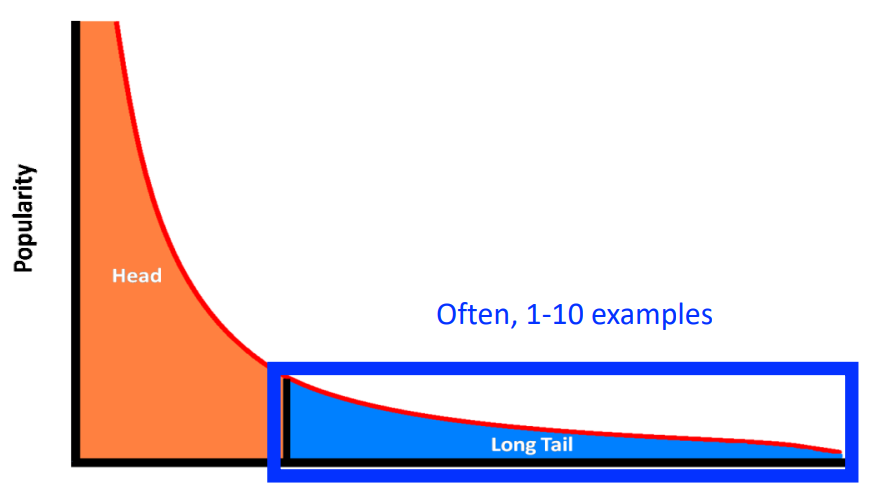 Popularity
Head
Often, 1-10 examples
Long Tail